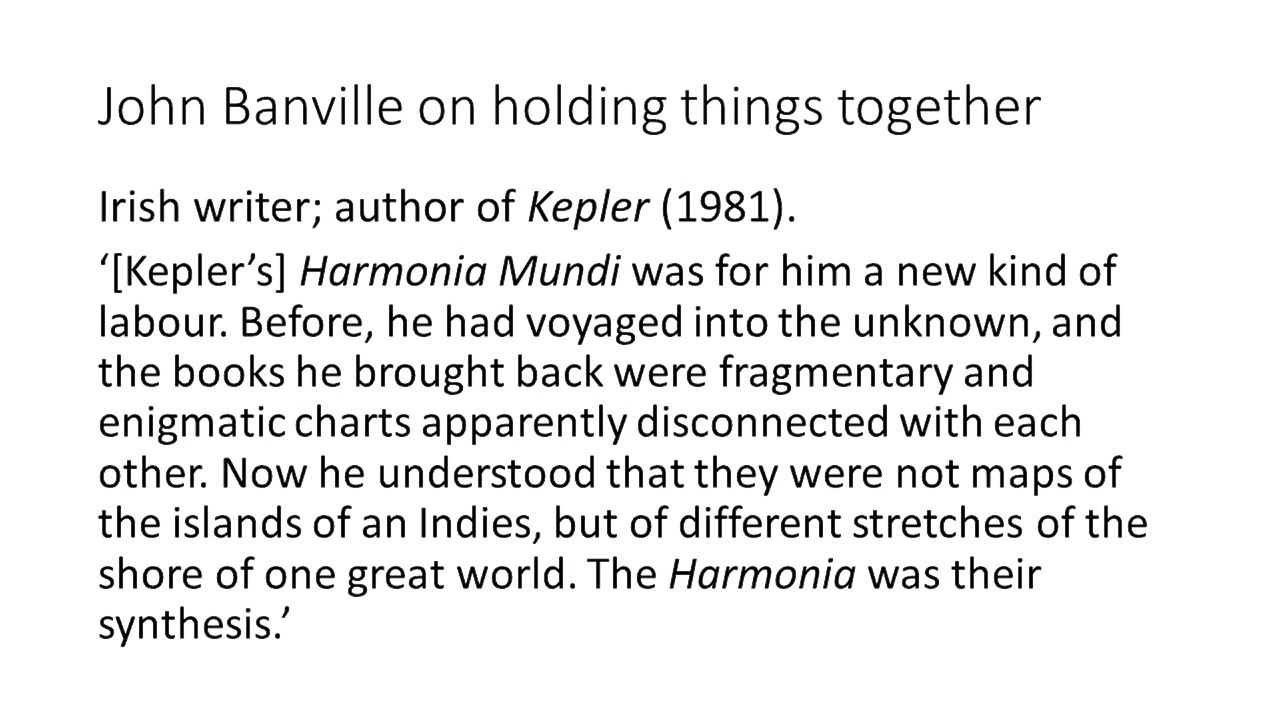 John Banville on holding things together
Irish writer; author of Kepler (1981).
‘[Kepler’s] Harmonia Mundi was for him a new kind of
labour. Before, he had voyaged into the unknown, and
the books he brought back were fragmentary and
enigmatic charts apparently disconnected with each
other. Now he understood that they were not maps of
the islands of an Indies, but of different stretches of the
shore of one great world. The Harmonia was their
synthesis.’